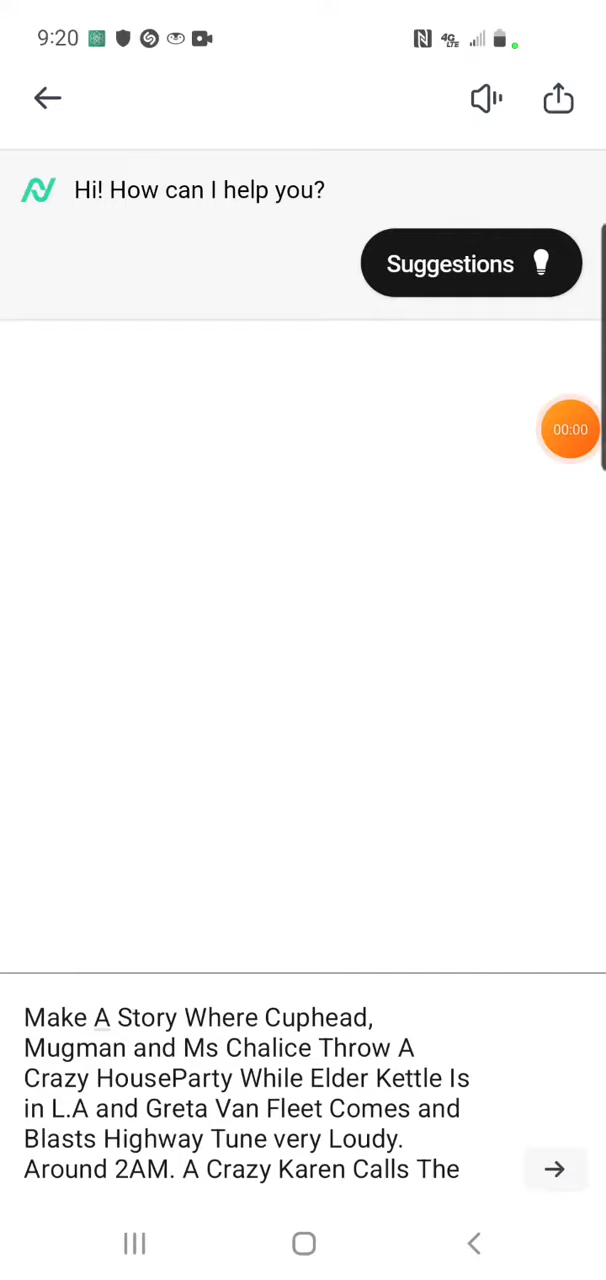 9:20
4G
LTE
Hi! How can I help you?
Suggestions
00:00
Make A Story Where Cuphead,
Mugman and Ms Chalice Throw A
Crazy HouseParty While Elder Kettle Is
in L.A and Greta Van Fleet Comes and
Blasts Highway Tune very Loudy.
Around 2AM. A Crazy Karen Calls The